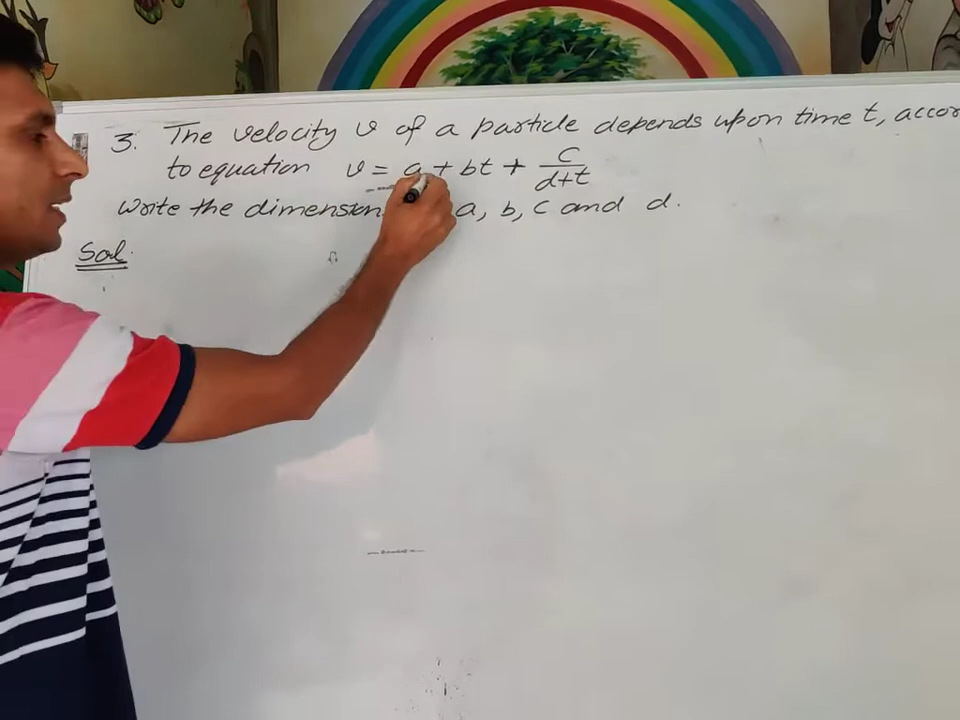 3. The velocity v of a particle depends upon time t, accor
to equation v = a + bt + c/d+t
Write the dimension a, b, c and d.
Sol